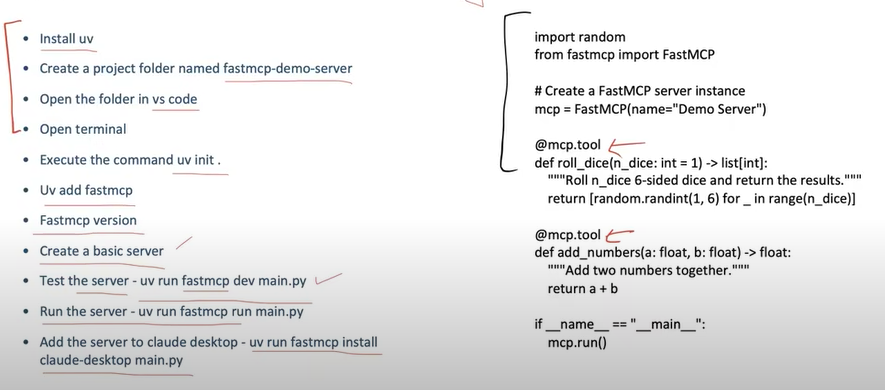 • Install uv
• Create a project folder named fastmcp-demo-server
• Open the folder in vs code
• Open terminal
• Execute the command uv init .
• Uv add fastmcp
• Fastmcp version
• Create a basic server
• Test the server - uv run fastmcp dev main.py
• Run the server - uv run fastmcp run main.py
• Add the server to claude desktop - uv run fastmcp install
claude-desktop main.py
import random
from fastmcp import FastMCP
# Create a FastMCP server instance
mcp = FastMCP(name="Demo Server")
@mcp.tool
def roll_dice(n_dice: int = 1) -> list[int]:
"""Roll n_dice 6-sided dice and return the results."""
return [random.randint(1, 6) for _ in range(n_dice)]
@mcp.tool
def add_numbers(a: float, b: float) -> float:
"""Add two numbers together."""
return a + b
if __name__ == "__main__":
mcp.run()